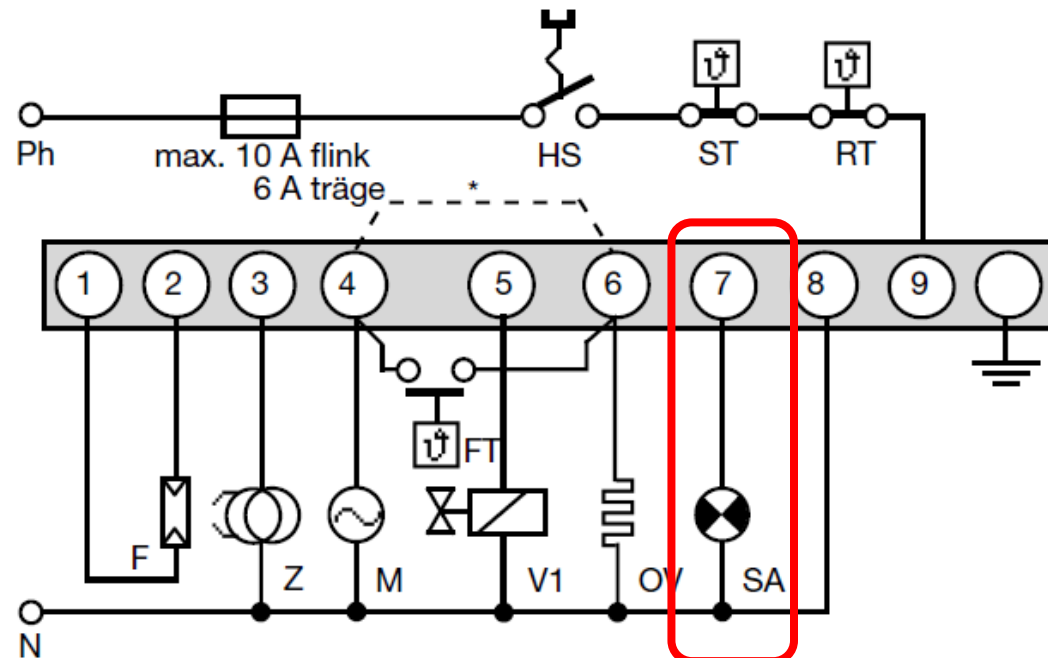 Ph
max. 10 A flink
6 A träge
HS
ST
RT
*
1 2 3 4 5 6 7 8 9
FT
F
Z
M
V1
OV
SA
N
ϑ
ϑ
ϑ